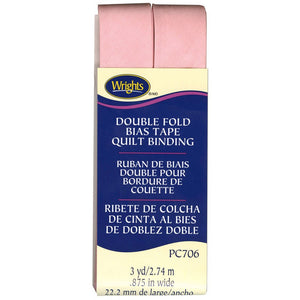 Wrights
DOUBLE FOLD
BIAS TAPE
QUILT BINDING
RUBAN DE BIAIS
DOUBLE POUR
BORDURE DE
COUETTE
RIBETE DE COLCHA
DE CINTA AL BIES
DE DOBLEZ DOBLE
PC706
3 yd/2.74 m
.875 in wide
22.2 mm de large/ancho